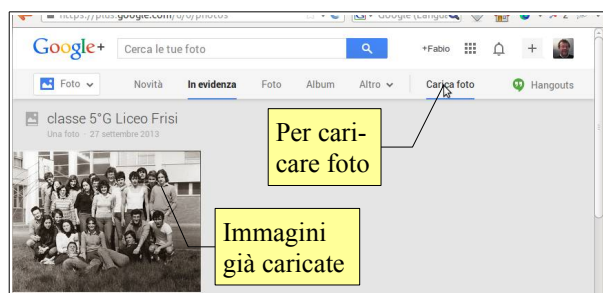 https://plus.google.com/u/0/photos
Google+ Cerca le tue foto +Fabio
Foto Novità In evidenza Foto Album Altro Carica foto Hangouts
classe 5°G Liceo Frisi
Una foto - 27 settembre 2013
Per cari-
care foto
Immagini
già caricate